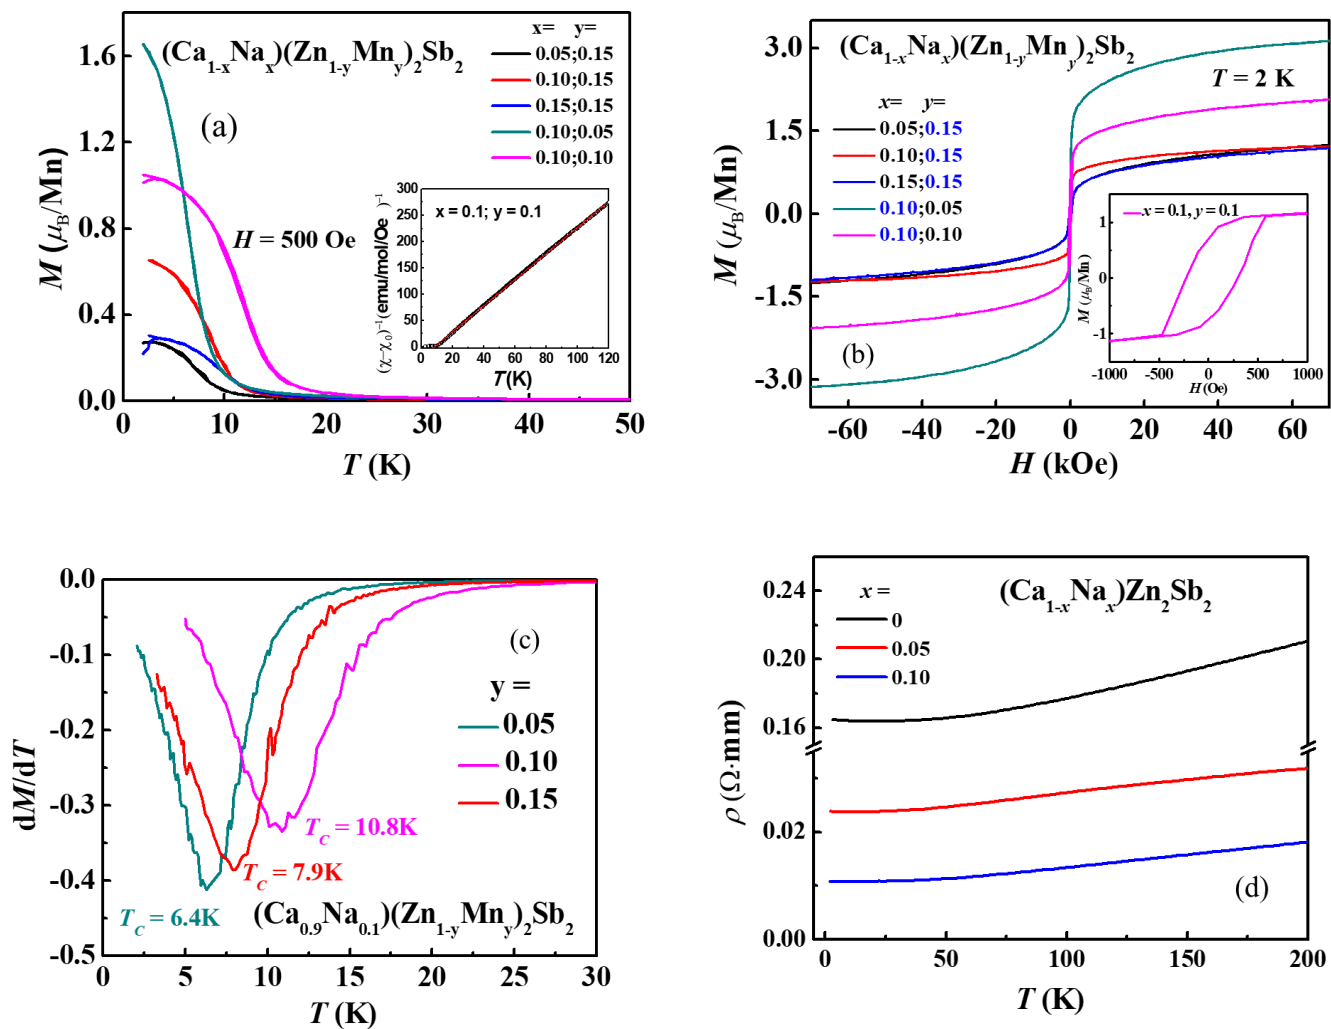 (Ca1-xNax)(Zn1-yMny)2Sb2
x= y=
0.05;0.15
0.10;0.15
0.15;0.15
0.10;0.05
0.10;0.10
(a)
H = 500 Oe
M (μB/Mn)
1.6
1.2
0.8
0.4
0.0
0 10 20 30 40 50
T (K)
x = 0.1; y = 0.1
(χ-χ0)⁻¹ (emu/mol/Oe )⁻¹
300
250
200
150
100
50
0
20 40 60 80 100 120
T(K)
(Ca1-xNax)(Zn1-yMny)2Sb2
T = 2 K
x= y=
0.05;0.15
0.10;0.15
0.15;0.15
0.10;0.05
0.10;0.10
(b)
M (μB/Mn)
3.0
1.5
0.0
-1.5
-3.0
-60 -40 -20 0 20 40 60
H (kOe)
x=0.1, y=0.1
M (μB/Mn)
1
0
-1
-1000 -500 0 500 1000
H (Oe)
(c)
y =
0.05
0.10
0.15
TC = 10.8K
TC = 7.9K
TC = 6.4K
(Ca0.9Na0.1)(Zn1-yMny)2Sb2
dM/dT
0.0
-0.1
-0.2
-0.3
-0.4
-0.5
0 5 10 15 20 25 30
T (K)
x =
0
0.05
0.10
(Ca1-xNax)Zn2Sb2
(d)
ρ (Ω·mm)
0.24
0.20
0.16
0.02
0.00
0 50 100 150 200
T (K)